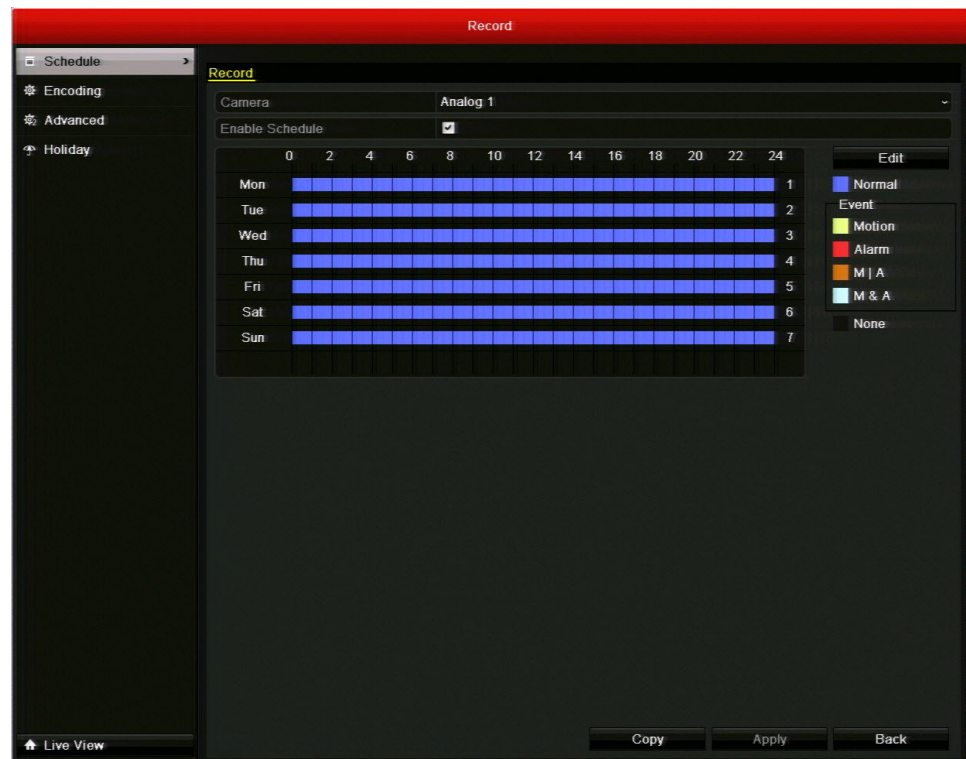 Record
Schedule
Encoding
Advanced
Holiday
Record
Camera Analog 1
Enable Schedule
0 2 4 6 8 10 12 14 16 18 20 22 24
Mon 1
Tue 2
Wed 3
Thu 4
Fri 5
Sat 6
Sun 7
Edit
Normal
Event
Motion
Alarm
M | A
M & A
None
Live View
Copy Apply Back